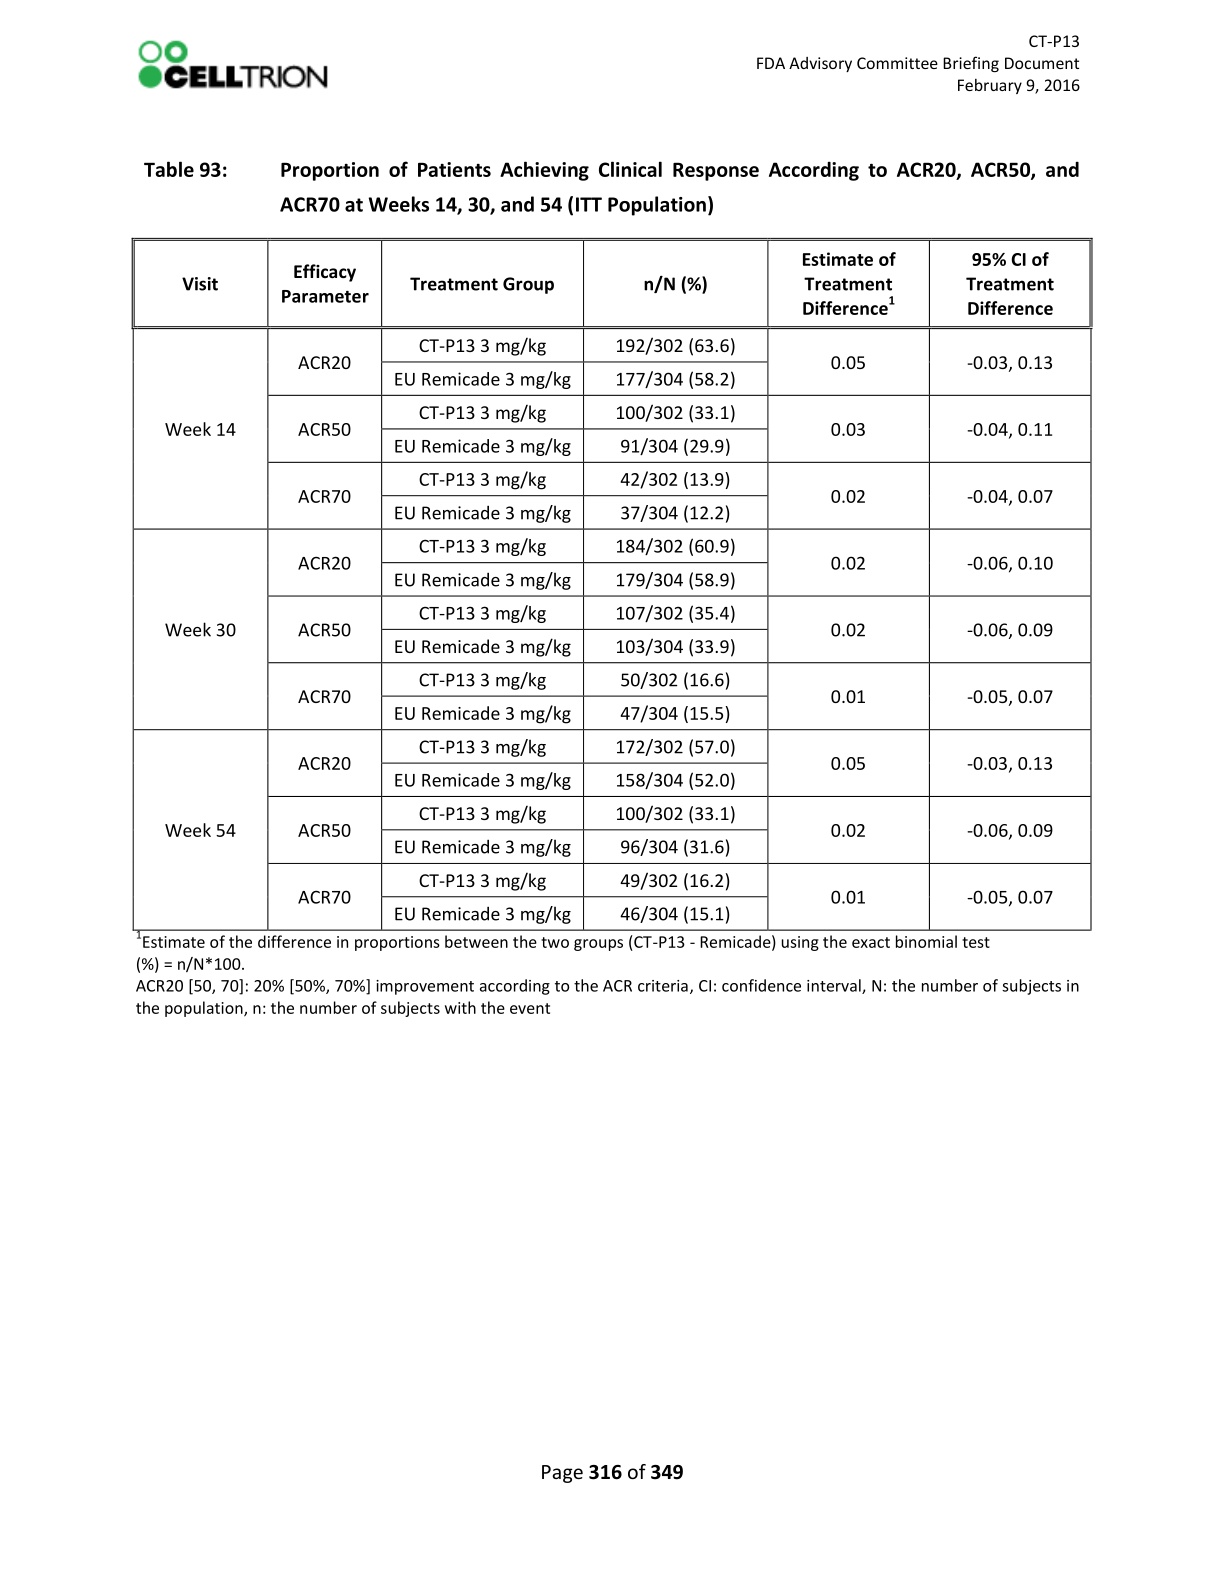 CELLTRION
CT-P13
FDA Advisory Committee Briefing Document
February 9, 2016
Table 93: Proportion of Patients Achieving Clinical Response According to ACR20, ACR50, and
ACR70 at Weeks 14, 30, and 54 (ITT Population)
Visit Efficacy Parameter Treatment Group n/N (%) Estimate of Treatment Difference1 95% CI of Treatment Difference
Week 14 ACR20 CT-P13 3 mg/kg 192/302 (63.6) 0.05 -0.03, 0.13
EU Remicade 3 mg/kg 177/304 (58.2)
ACR50 CT-P13 3 mg/kg 100/302 (33.1) 0.03 -0.04, 0.11
EU Remicade 3 mg/kg 91/304 (29.9)
ACR70 CT-P13 3 mg/kg 42/302 (13.9) 0.02 -0.04, 0.07
EU Remicade 3 mg/kg 37/304 (12.2)
Week 30 ACR20 CT-P13 3 mg/kg 184/302 (60.9) 0.02 -0.06, 0.10
EU Remicade 3 mg/kg 179/304 (58.9)
ACR50 CT-P13 3 mg/kg 107/302 (35.4) 0.02 -0.06, 0.09
EU Remicade 3 mg/kg 103/304 (33.9)
ACR70 CT-P13 3 mg/kg 50/302 (16.6) 0.01 -0.05, 0.07
EU Remicade 3 mg/kg 47/304 (15.5)
Week 54 ACR20 CT-P13 3 mg/kg 172/302 (57.0) 0.05 -0.03, 0.13
EU Remicade 3 mg/kg 158/304 (52.0)
ACR50 CT-P13 3 mg/kg 100/302 (33.1) 0.02 -0.06, 0.09
EU Remicade 3 mg/kg 96/304 (31.6)
ACR70 CT-P13 3 mg/kg 49/302 (16.2) 0.01 -0.05, 0.07
EU Remicade 3 mg/kg 46/304 (15.1)
1Estimate of the difference in proportions between the two groups (CT-P13 - Remicade) using the exact binomial test
(%) = n/N*100.
ACR20 [50, 70]: 20% [50%, 70%] improvement according to the ACR criteria, CI: confidence interval, N: the number of subjects in
the population, n: the number of subjects with the event
Page 316 of 349